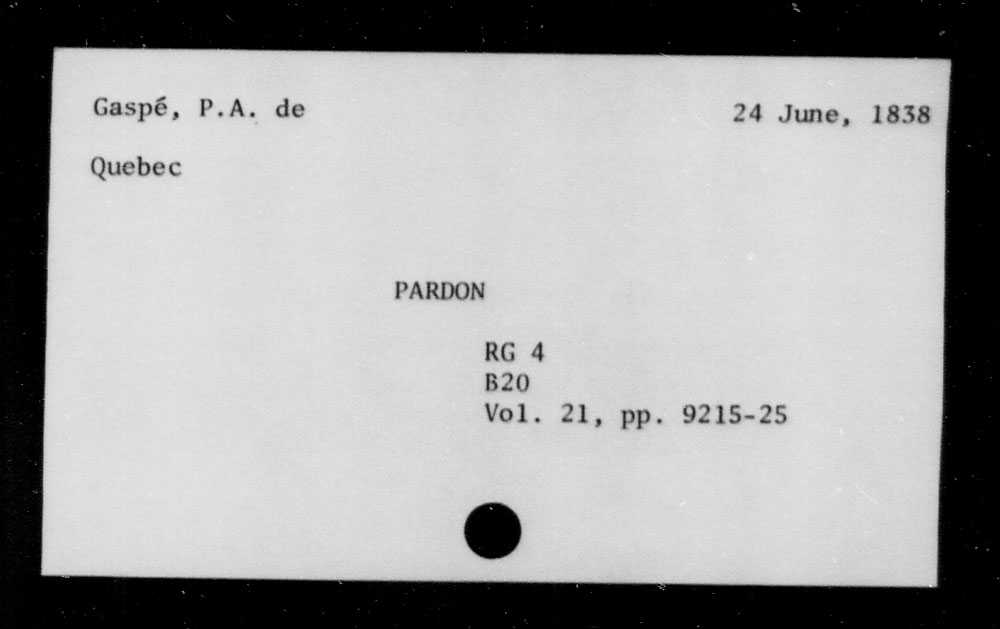 Gaspé, P.A. de 24 June, 1838
Quebec
PARDON
RG 4
B20
Vol. 21, pp. 9215-25